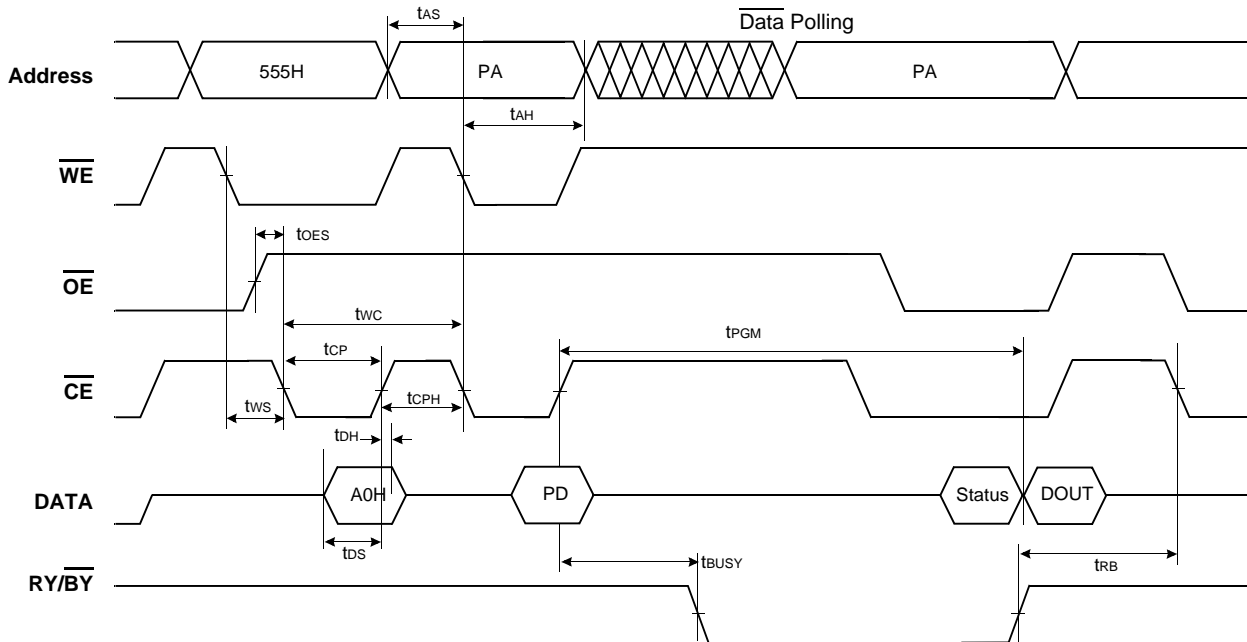 tAS
Data Polling
Address
555H
PA
PA
tAH
WE
tOES
OE
tWC
tPGM
tCP
CE
tCPH
tWS
tDH
DATA
A0H
PD
Status
DOUT
tDS
tBUSY
tRB
RY/BY